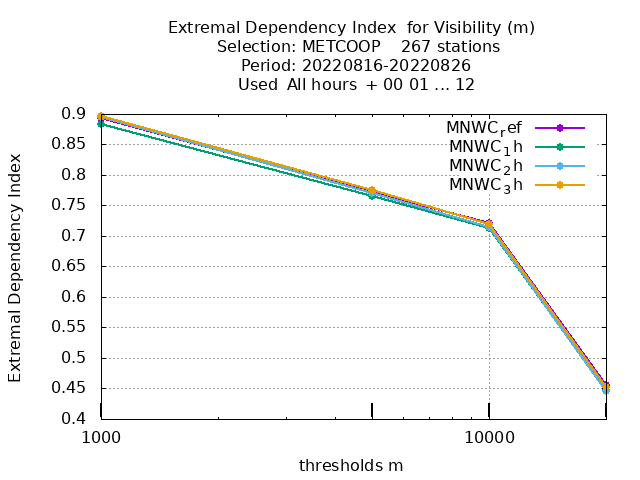 Extremal Dependency Index for Visibility (m)
Selection: METCOOP 267 stations
Period: 20220816-20220826
Used All hours + 00 01 ... 12
Extremal Dependency Index
0.9
0.85
0.8
0.75
0.7
0.65
0.6
0.55
0.5
0.45
0.4
MNWC_ref
MNWC_1h
MNWC_2h
MNWC_3h
1000
10000
thresholds m